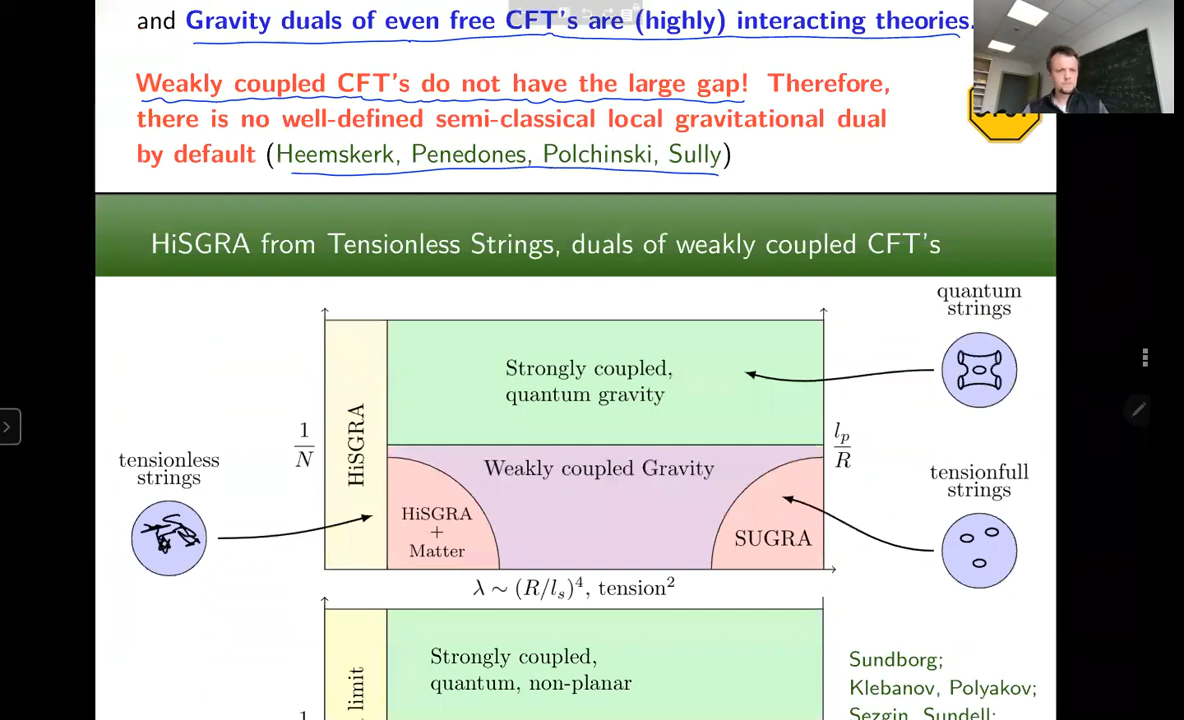 and Gravity duals of even free CFT's are (highly) interacting theories.
Weakly coupled CFT's do not have the large gap! Therefore,
there is no well-defined semi-classical local gravitational dual
by default (Heemskerk, Penedones, Polchinski, Sully)
HiSGRA from Tensionless Strings, duals of weakly coupled CFT's
quantum
strings
Strongly coupled,
quantum gravity
HiSGRA
1
N
l_p
R
Weakly coupled Gravity
tensionless
strings
tensionfull
strings
HiSGRA
+
Matter
SUGRA
λ ∼ (R/l_s)^4, tension^2
Strongly coupled,
quantum, non-planar
limit
1
Sundborg;
Klebanov, Polyakov;
Sezgin, Sundell;